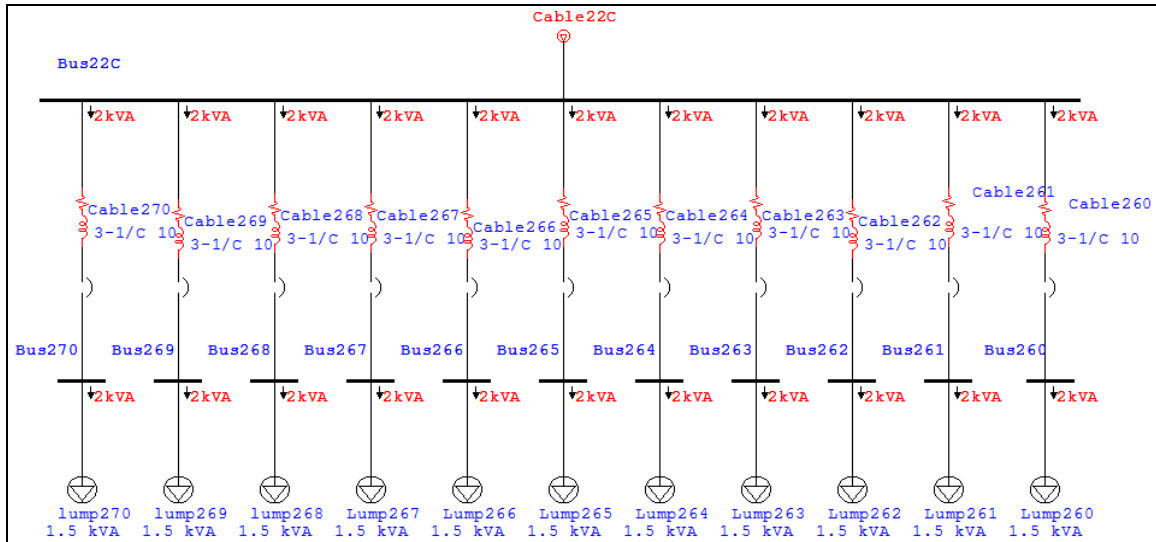 Cable22C
Bus22C
2kVA 2kVA 2kVA 2kVA 2kVA 2kVA 2kVA 2kVA 2kVA 2kVA 2kVA
Cable270 Cable269 Cable268 Cable267 Cable266 Cable265 Cable264 Cable263 Cable262 Cable261 Cable260
3-1/C 10 3-1/C 10 3-1/C 10 3-1/C 10 3-1/C 10 3-1/C 10 3-1/C 10 3-1/C 10 3-1/C 10 3-1/C 10 3-1/C 10
Bus270 Bus269 Bus268 Bus267 Bus266 Bus265 Bus264 Bus263 Bus262 Bus261 Bus260
2kVA 2kVA 2kVA 2kVA 2kVA 2kVA 2kVA 2kVA 2kVA 2kVA 2kVA
lump270 lump269 lump268 Lump267 Lump266 Lump265 Lump264 Lump263 Lump262 Lump261 Lump260
1.5 kVA 1.5 kVA 1.5 kVA 1.5 kVA 1.5 kVA 1.5 kVA 1.5 kVA 1.5 kVA 1.5 kVA 1.5 kVA 1.5 kVA